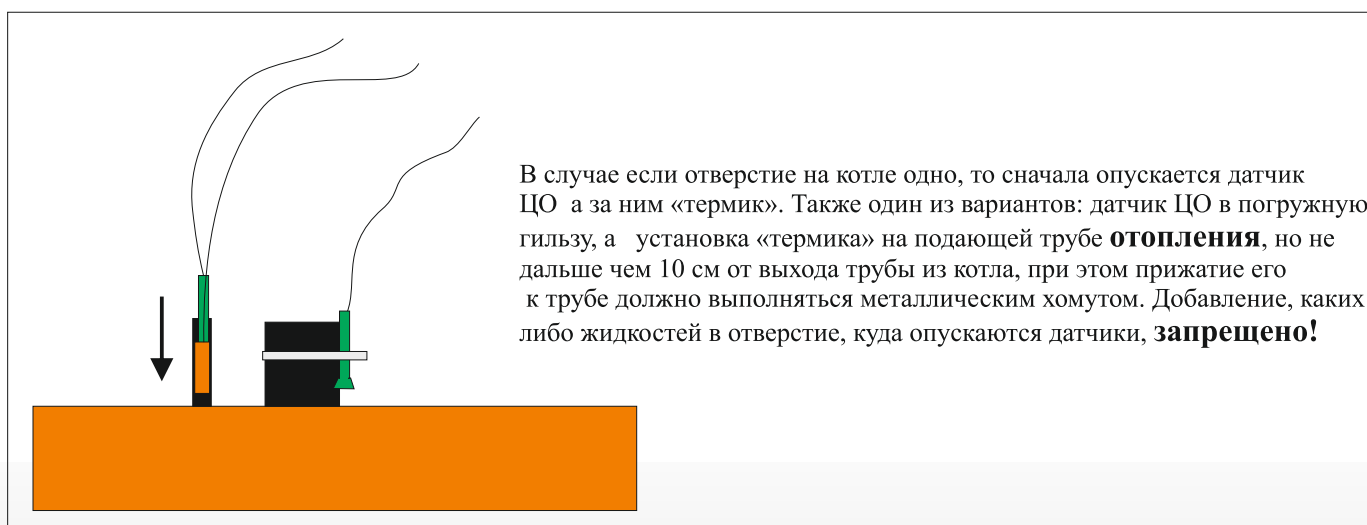 В случае если отверстие на котле одно, то сначала опускается датчик
ЦО а за ним «термик». Также один из вариантов: датчик ЦО в погружную
гильзу, а установка «термика» на подающей трубе отопления, но не
дальше чем 10 см от выхода трубы из котла, при этом прижатие его
к трубе должно выполняться металлическим хомутом. Добавление, каких
либо жидкостей в отверстие, куда опускаются датчики, запрещено!